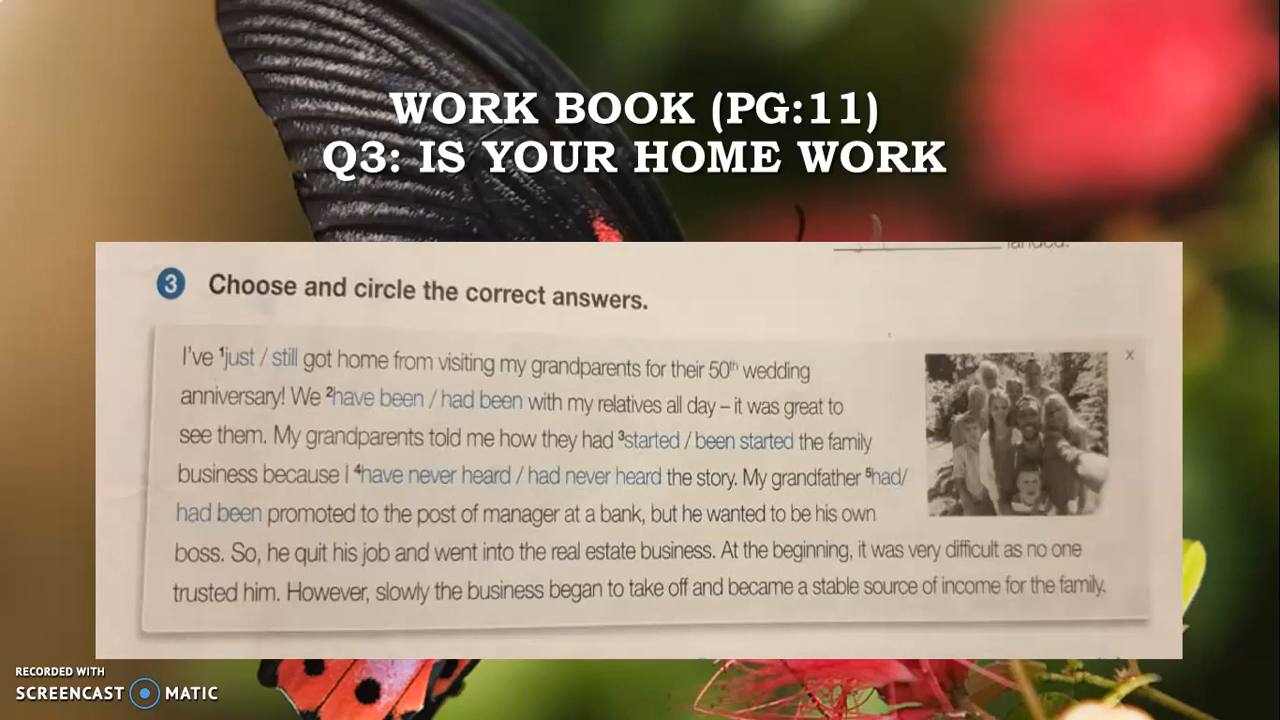 WORK BOOK (PG:11)
Q3: IS YOUR HOME WORK
landed.
3 Choose and circle the correct answers.
I've ¹just / still got home from visiting my grandparents for their 50th wedding
anniversary! We ²have been / had been with my relatives all day – it was great to
see them. My grandparents told me how they had ³started / been started the family
business because I ⁴have never heard / had never heard the story. My grandfather ⁵had/
had been promoted to the post of manager at a bank, but he wanted to be his own
boss. So, he quit his job and went into the real estate business. At the beginning, it was very difficult as no one
trusted him. However, slowly the business began to take off and became a stable source of income for the family.
x
RECORDED WITH
SCREENCAST MATIC